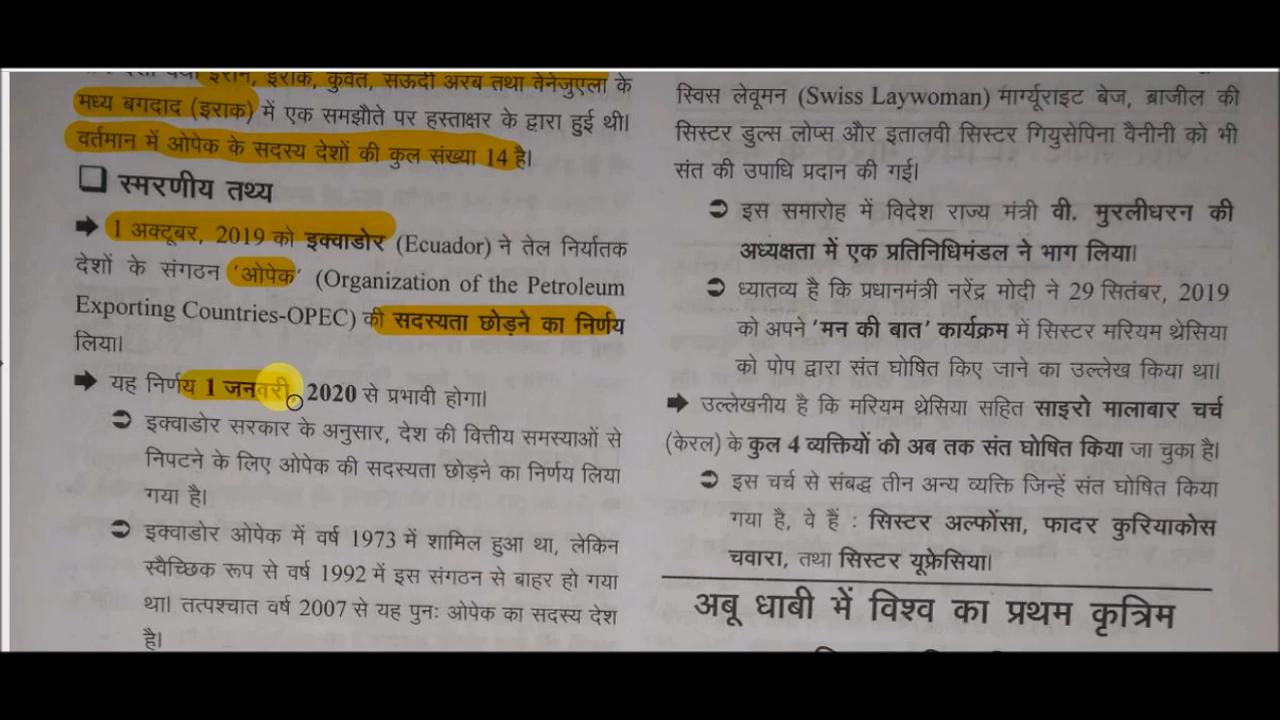 इरान, इराक, कुवैत, सऊदी अरब तथा वेनेजुएला के
मध्य बगदाद (इराक) में एक समझौते पर हस्ताक्षर के द्वारा हुई थी।
वर्तमान में ओपेक के सदस्य देशों की कुल संख्या 14 है।
स्मरणीय तथ्य
1 अक्टूबर, 2019 को इक्वाडोर (Ecuador) ने तेल निर्यातक
देशों के संगठन 'ओपेक' (Organization of the Petroleum
Exporting Countries-OPEC) की सदस्यता छोड़ने का निर्णय
लिया।
यह निर्णय 1 जनवरी, 2020 से प्रभावी होगा।
इक्वाडोर सरकार के अनुसार, देश की वित्तीय समस्याओं से
निपटने के लिए ओपेक की सदस्यता छोड़ने का निर्णय लिया
गया है।
इक्वाडोर ओपेक में वर्ष 1973 में शामिल हुआ था, लेकिन
स्वैच्छिक रूप से वर्ष 1992 में इस संगठन से बाहर हो गया
था। तत्पश्चात वर्ष 2007 से यह पुनः ओपेक का सदस्य देश
है।
स्विस लेवूमन (Swiss Laywoman) मार्ग्यूराइट बेज, ब्राजील की
सिस्टर डुल्स लोप्स और इतालवी सिस्टर गियुसेपिना वैनीनी को भी
संत की उपाधि प्रदान की गई।
इस समारोह में विदेश राज्य मंत्री वी. मुरलीधरन की
अध्यक्षता में एक प्रतिनिधिमंडल ने भाग लिया।
ध्यातव्य है कि प्रधानमंत्री नरेंद्र मोदी ने 29 सितंबर, 2019
को अपने 'मन की बात' कार्यक्रम में सिस्टर मरियम थ्रेसिया
को पोप द्वारा संत घोषित किए जाने का उल्लेख किया था।
उल्लेखनीय है कि मरियम थ्रेसिया सहित साइरो मालाबार चर्च
(केरल) के कुल 4 व्यक्तियों को अब तक संत घोषित किया जा चुका है।
इस चर्च से संबद्ध तीन अन्य व्यक्ति जिन्हें संत घोषित किया
गया है, वे हैं : सिस्टर अल्फोंसा, फादर कुरियाकोस
चवारा, तथा सिस्टर यूफ्रेसिया।
अबू धाबी में विश्व का प्रथम कृत्रिम